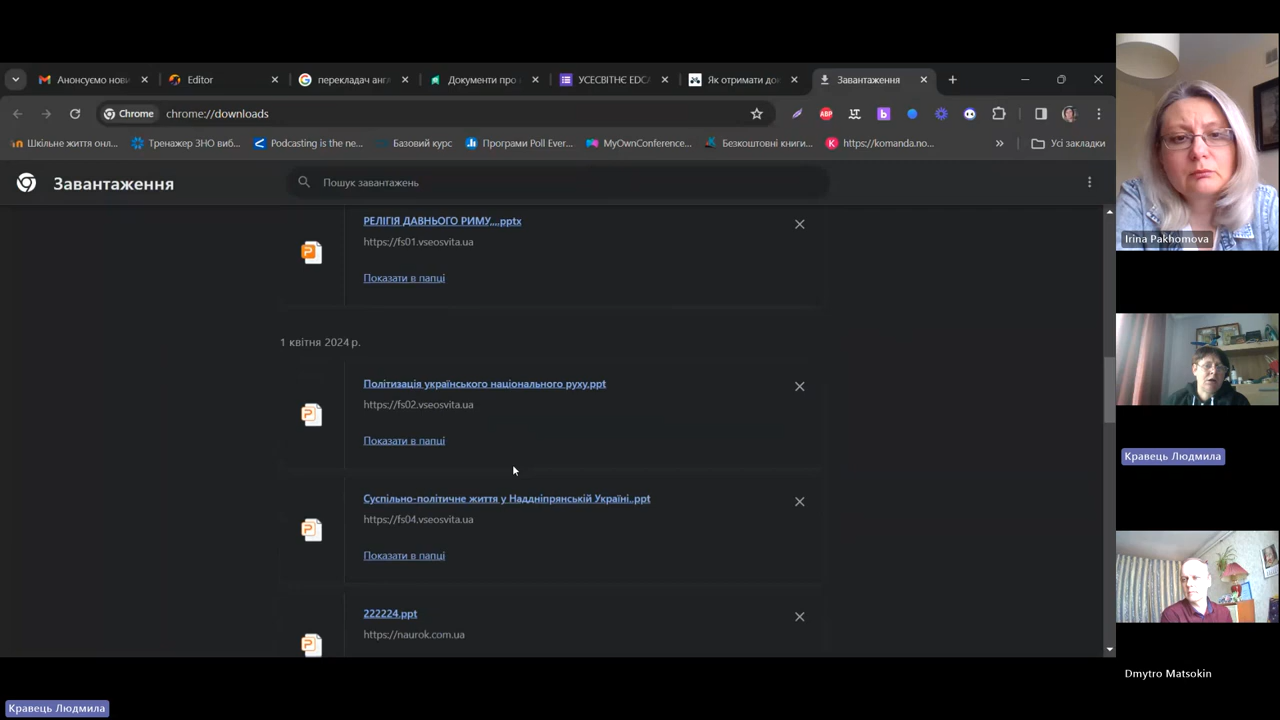 Анонсуємо нови
Editor
перекладач англ
Документи про н
УСЕСВІТНЄ EDCA
Як отримати док
Завантаження
Chrome
chrome://downloads
Шкільне життя онл...
Тренажер ЗНО виб...
Podcasting is the ne...
Базовий курс
Програми Poll Ever...
MyOwnConference...
Безкоштовні книги...
https://komanda.no...
Усі закладки
Завантаження
Пошук завантажень
РЕЛІГІЯ ДАВНЬОГО РИМУ,...pptx
https://fs01.vseosvita.ua
Показати в папці
1 квітня 2024 р.
Політизація українського національного руху.ppt
https://fs02.vseosvita.ua
Показати в папці
Суспільно-політичне життя у Наддніпрянській Україні..ppt
https://fs04.vseosvita.ua
Показати в папці
222224.ppt
https://naurok.com.ua
Irina Pakhomova
Кравець Людмила
Dmytro Matsokin
Кравець Людмила